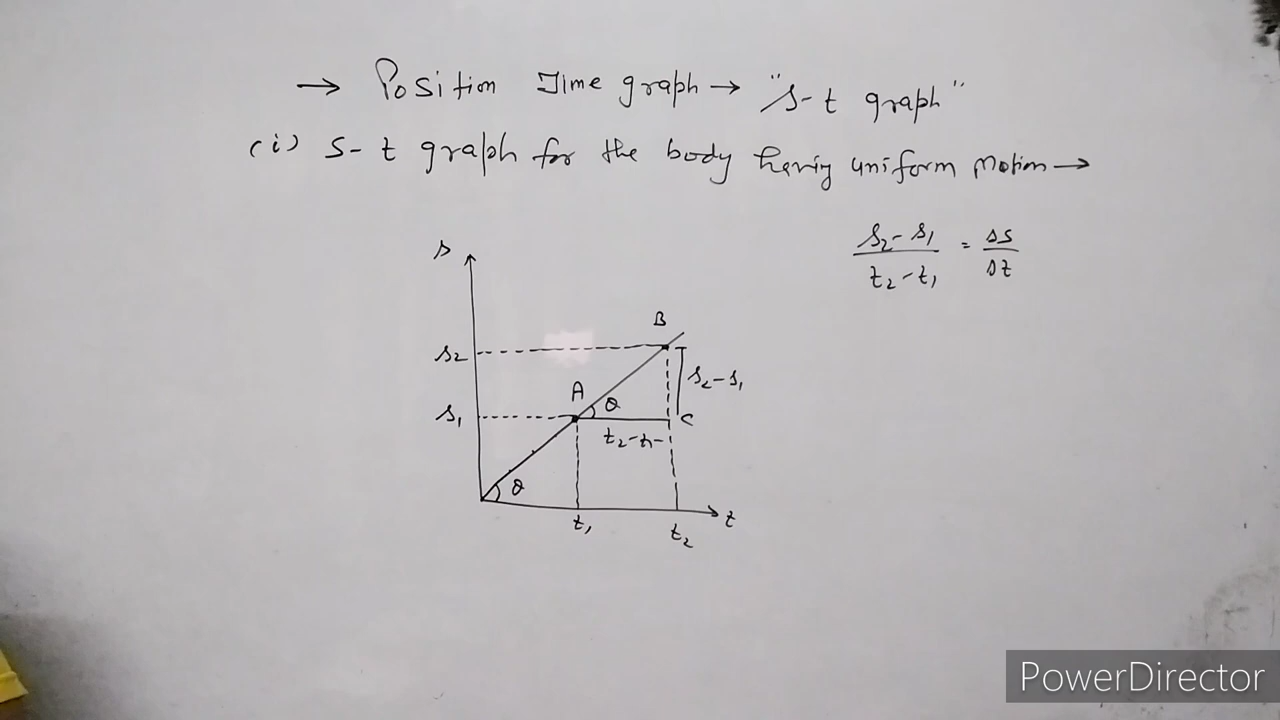 → Position Time graph → "s-t graph"
(i) s-t graph for the body having uniform motion →
s₂-s₁ / t₂-t₁ = Δs / Δt
s
B
s₂
s₂-s₁
A
θ
s₁
C
t₂-t₁
θ
t
t₁
t₂
PowerDirector